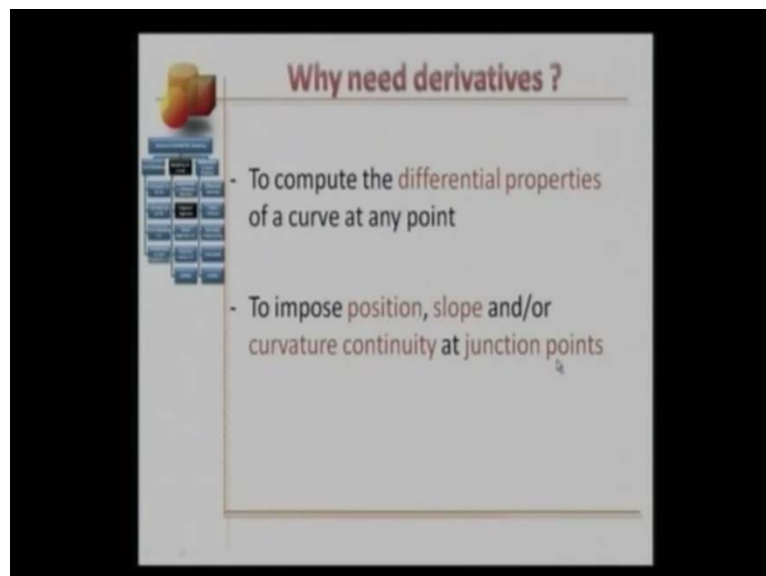 Why need derivatives ?
- To compute the differential properties
of a curve at any point
- To impose position, slope and/or
curvature continuity at junction points